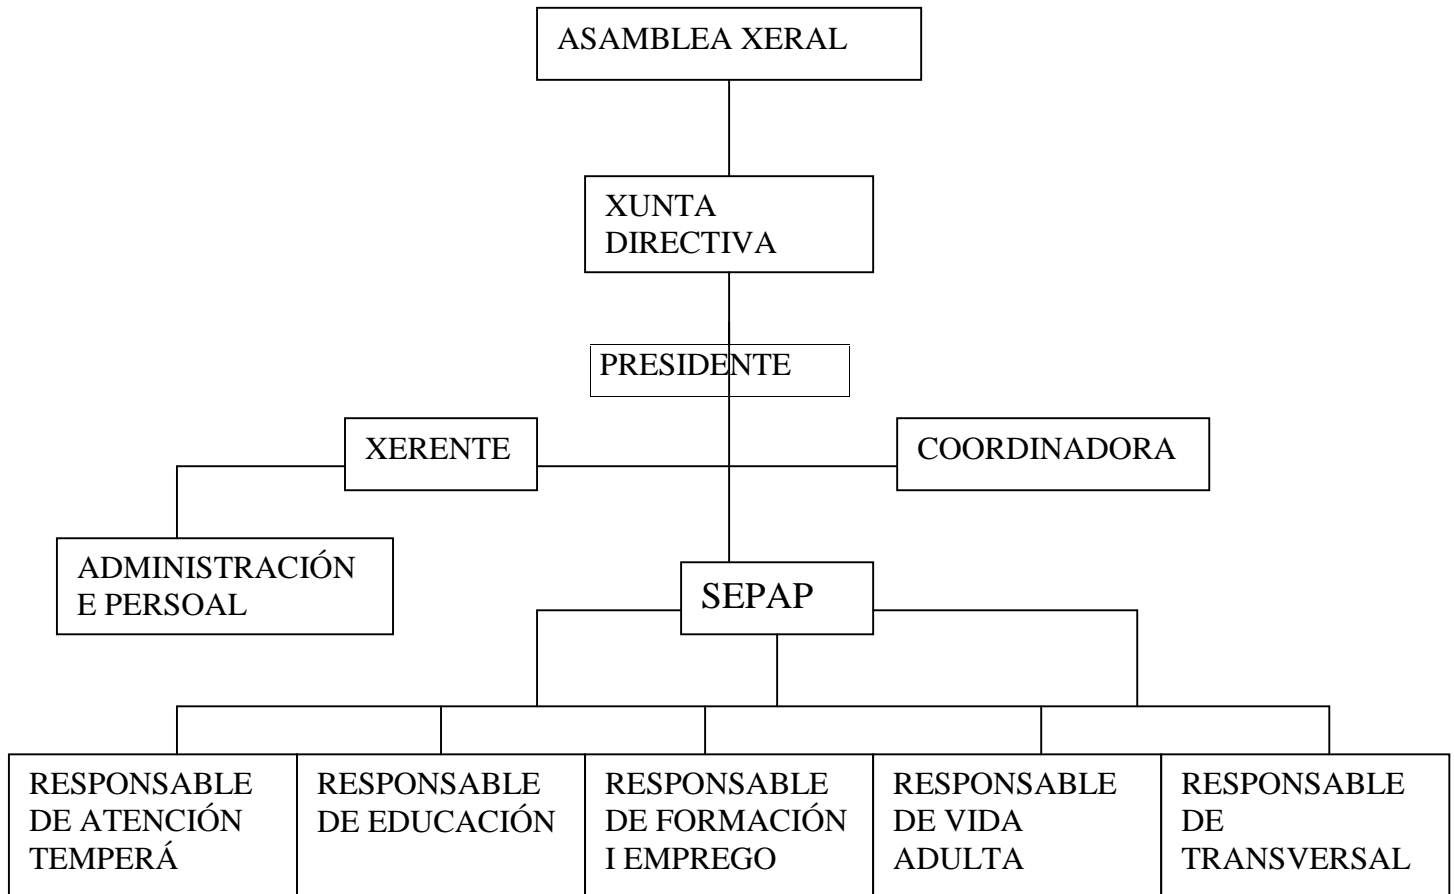 ASAMBLEA XERAL
XUNTA
DIRECTIVA
PRESIDENTE
XERENTE
COORDINADORA
ADMINISTRACIÓN
E PERSOAL
SEPAP
RESPONSABLE
DE ATENCIÓN
TEMPERÁ
RESPONSABLE
DE EDUCACIÓN
RESPONSABLE
DE FORMACIÓN
I EMPREGO
RESPONSABLE
DE VIDA
ADULTA
RESPONSABLE
DE
TRANSVERSAL